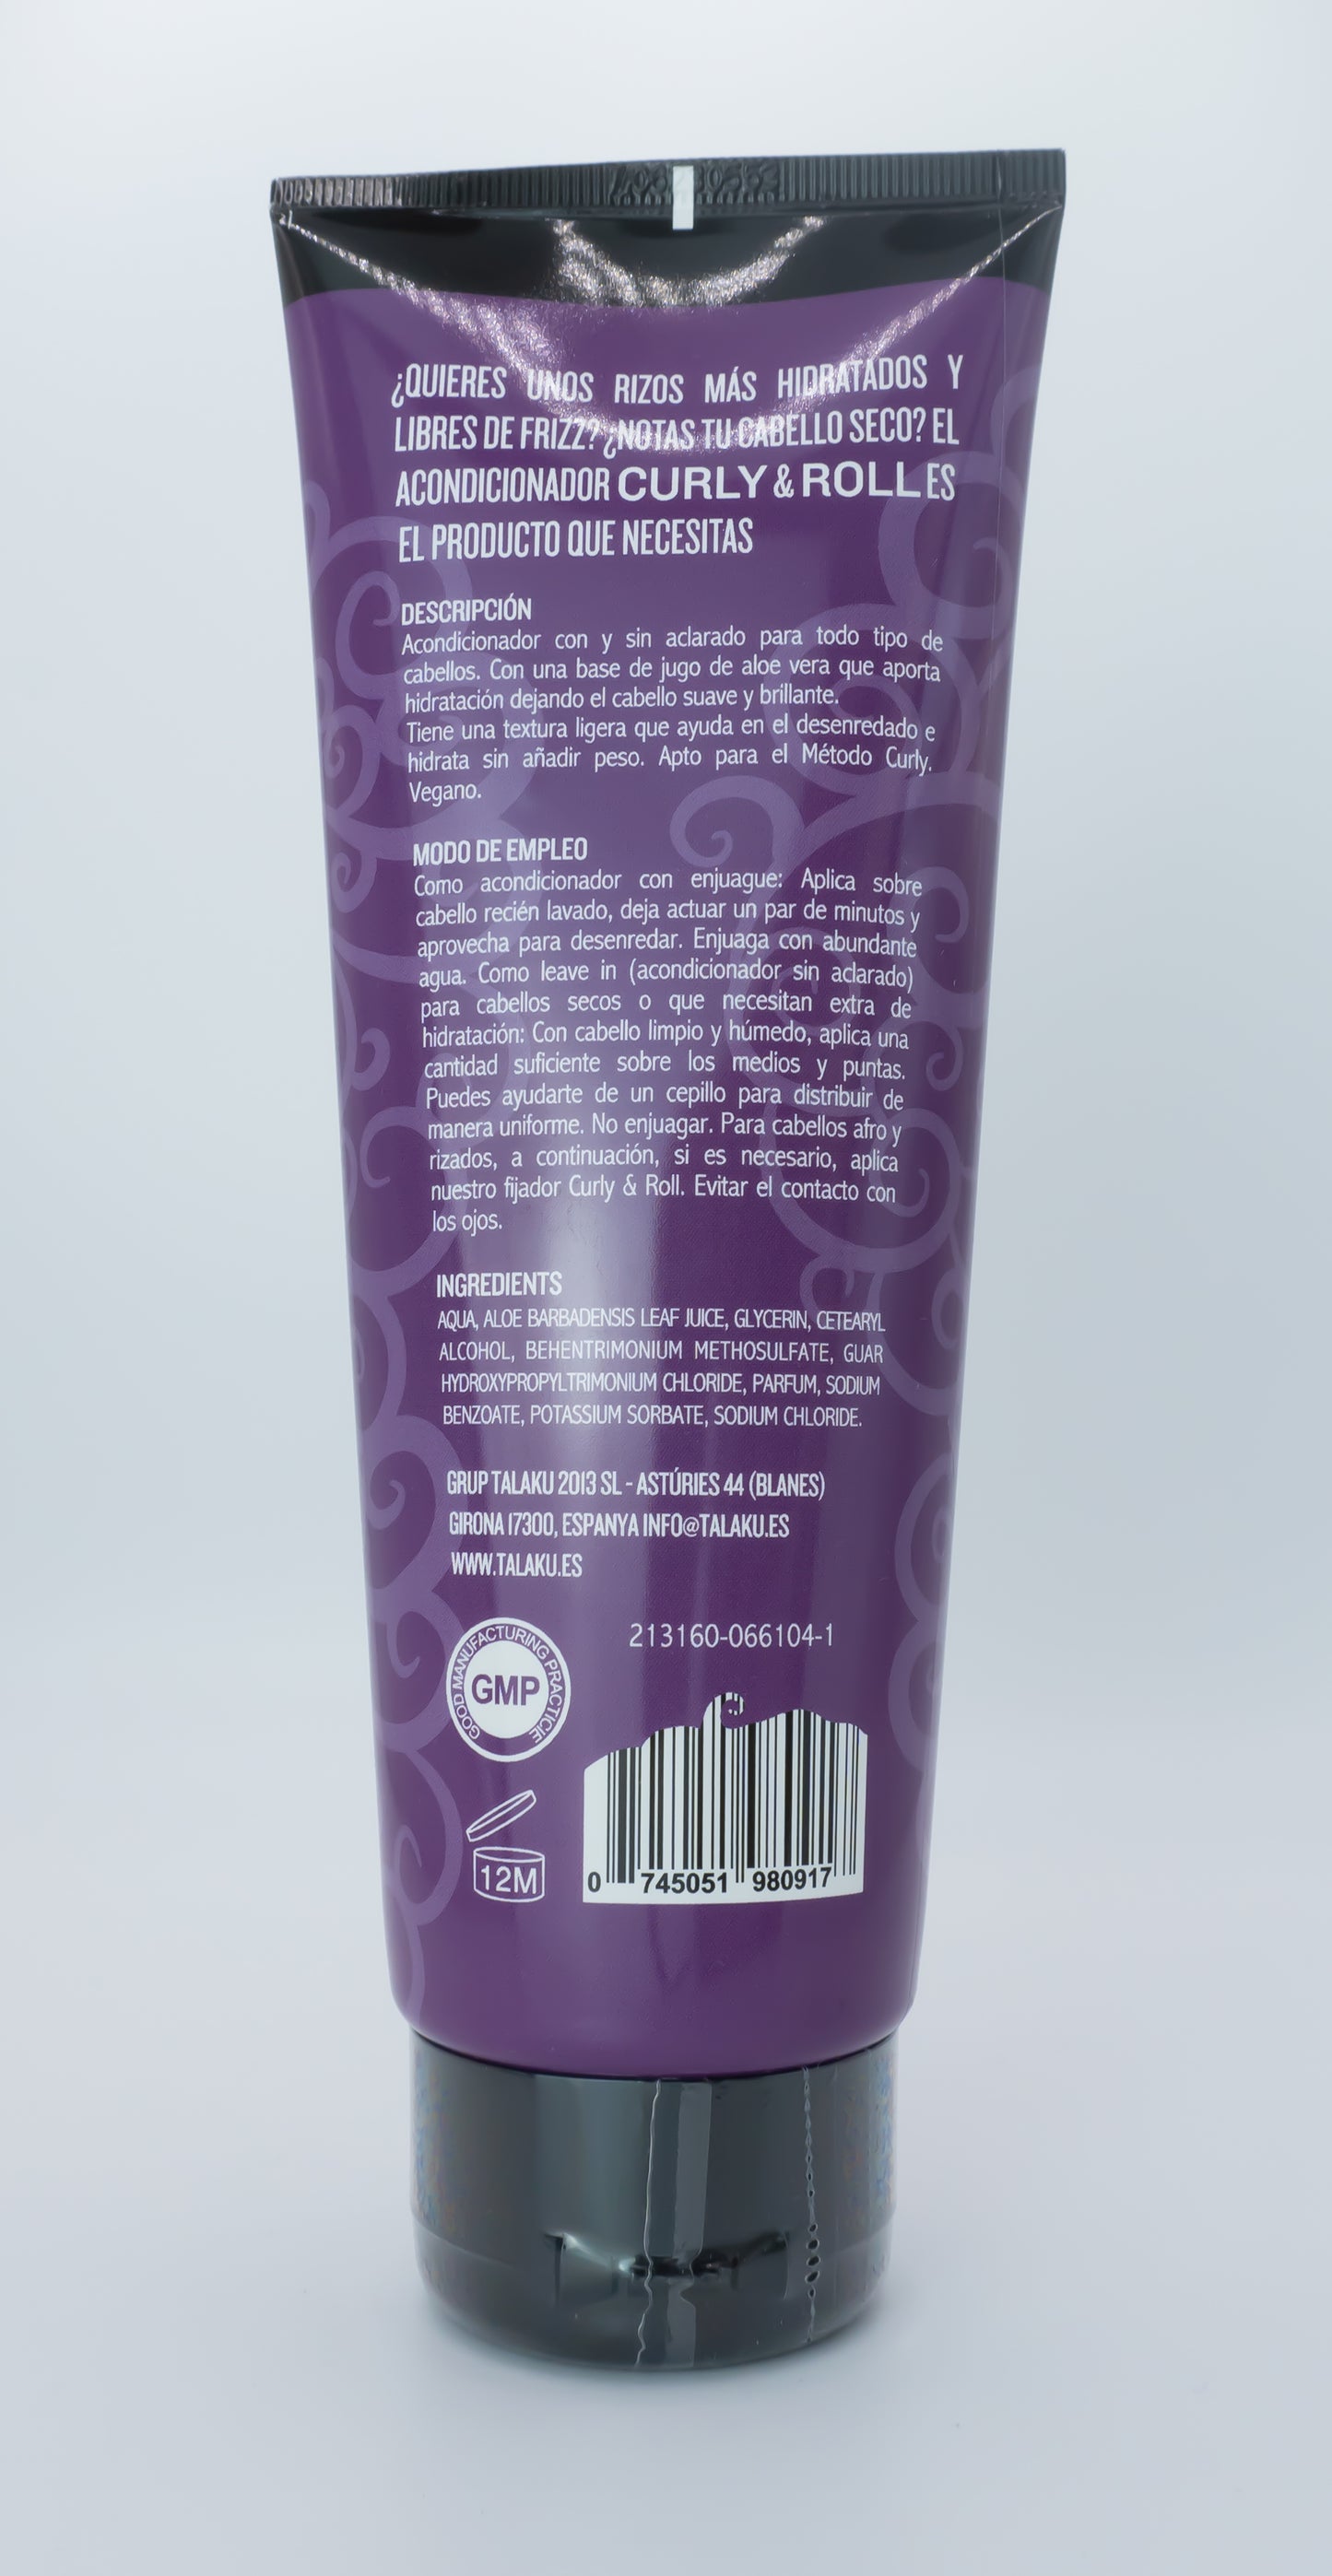 ¿QUIERES UNOS RIZOS MÁS HIDRATADOS Y
LIBRES DE FRIZZ? ¿NOTAS TU CABELLO SECO? EL
ACONDICIONADOR CURLY & ROLL ES
EL PRODUCTO QUE NECESITAS
DESCRIPCIÓN
Acondicionador con y sin aclarado para todo tipo de
cabellos. Con una base de jugo de aloe vera que aporta
hidratación dejando el cabello suave y brillante.
Tiene una textura ligera que ayuda en el desenredado e
hidrata sin añadir peso. Apto para el Método Curly.
Vegano.
MODO DE EMPLEO
Como acondicionador con enjuague: Aplica sobre
cabello recién lavado, deja actuar un par de minutos y
aprovecha para desenredar. Enjuaga con abundante
agua. Como leave in (acondicionador sin aclarado)
para cabellos secos o que necesitan extra de
hidratación: Con cabello limpio y húmedo, aplica una
cantidad suficiente sobre los medios y puntas.
Puedes ayudarte de un cepillo para distribuir de
manera uniforme. No enjuagar. Para cabellos afro y
rizados, a continuación, si es necesario, aplica
nuestro fijador Curly & Roll. Evitar el contacto con
los ojos.
INGREDIENTS
AQUA, ALOE BARBADENSIS LEAF JUICE, GLYCERIN, CETEARYL
ALCOHOL, BEHENTRIMONIUM METHOSULFATE, GUAR
HYDROXYPROPYLTRIMONIUM CHLORIDE, PARFUM, SODIUM
BENZOATE, POTASSIUM SORBATE, SODIUM CHLORIDE.
GRUP TALAKU 2013 SL - ASTÚRIES 44 (BLANES)
GIRONA 17300, ESPANYA INFO@TALAKU.ES
WWW.TALAKU.ES
213160-066104-1
GOOD MANUFACTURING PRACTICIE
GMP
12M
0 745051 980917